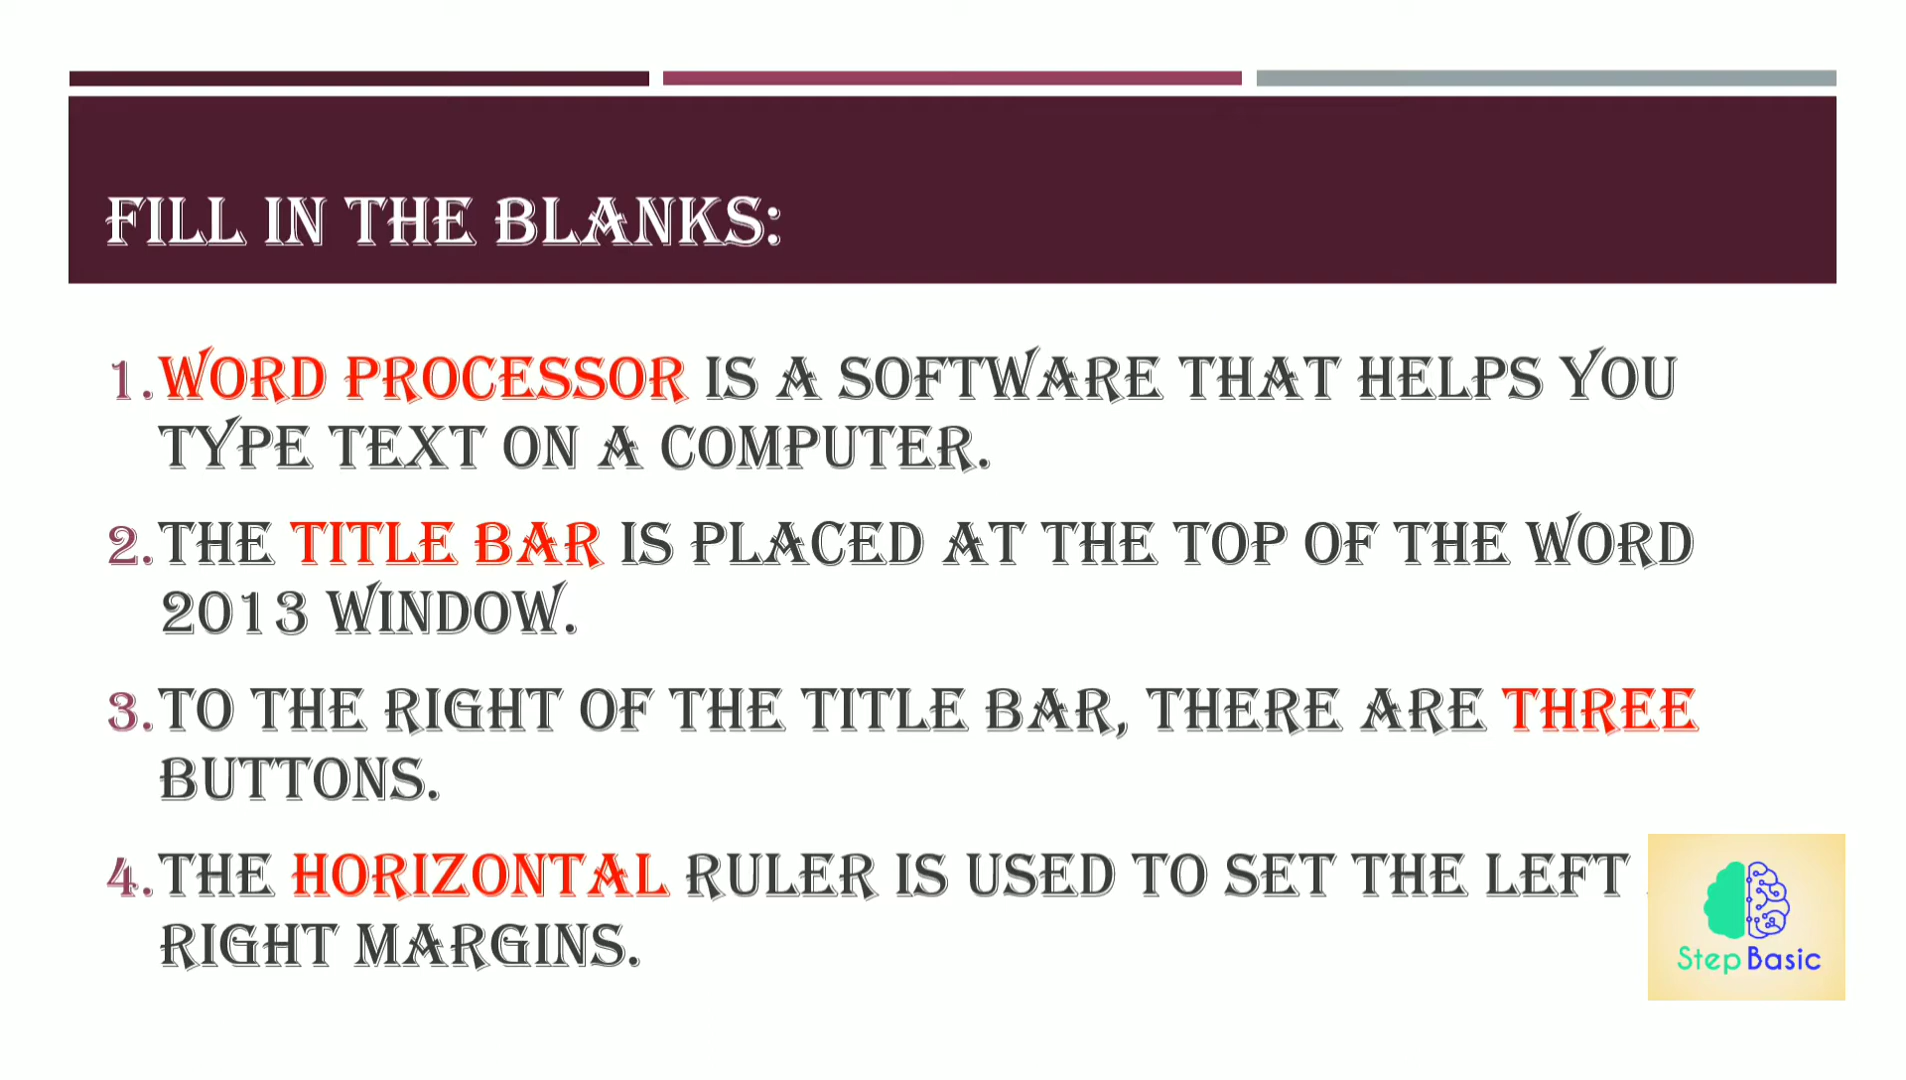 FILL IN THE BLANKS:
1. WORD PROCESSOR IS A SOFTWARE THAT HELPS YOU
TYPE TEXT ON A COMPUTER.
2. THE TITLE BAR IS PLACED AT THE TOP OF THE WORD
2013 WINDOW.
3. TO THE RIGHT OF THE TITLE BAR, THERE ARE THREE
BUTTONS.
4. THE HORIZONTAL RULER IS USED TO SET THE LEFT
RIGHT MARGINS.
Step Basic